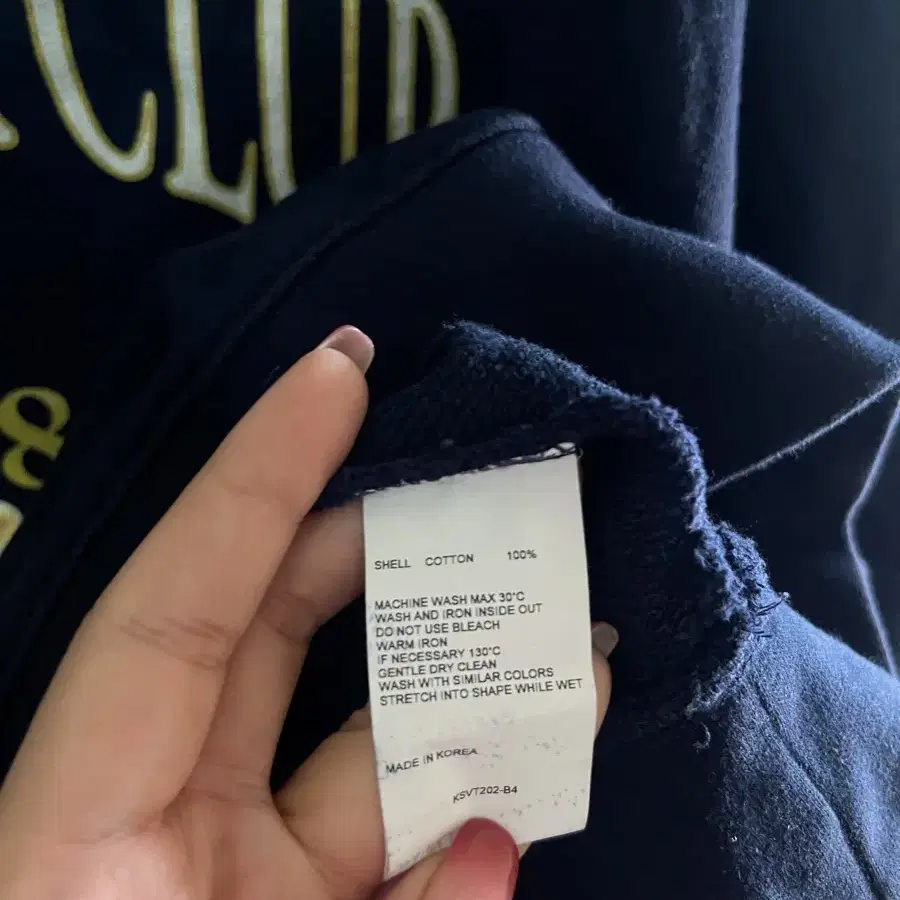 CLUB
&
SHELL COTTON 100%
MACHINE WASH MAX 30°C
WASH AND IRON INSIDE OUT
DO NOT USE BLEACH
WARM IRON
IF NECESSARY 130°C
GENTLE DRY CLEAN
WASH WITH SIMILAR COLORS
STRETCH INTO SHAPE WHILE WET
MADE IN KOREA
KSVT202-B4